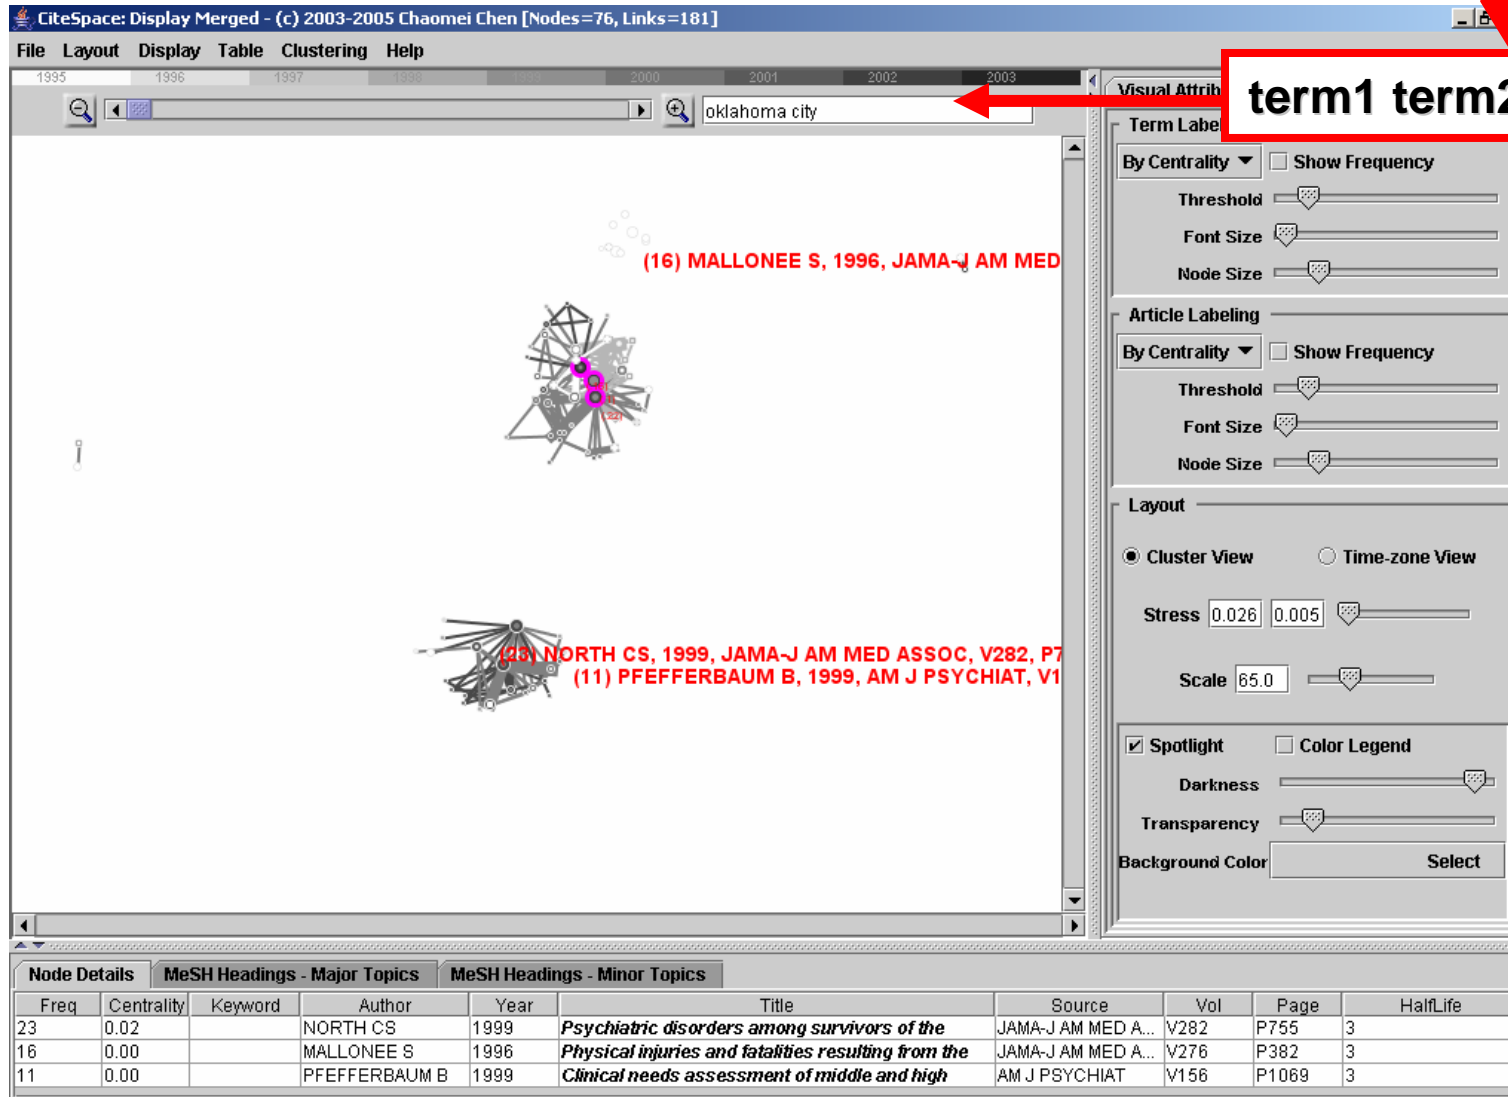 CiteSpace: Display Merged - (c) 2003-2005 Chaomei Chen [Nodes=76, Links=181]
File Layout Display Table Clustering Help
1995 1996 1997 1998 1999 2000 2001 2002 2003
oklahoma city
term1 term2
Visual Attrib
Term Label
By Centrality Show Frequency
Threshold
Font Size
Node Size
Article Labeling
By Centrality Show Frequency
Threshold
Font Size
Node Size
Layout
Cluster View Time-zone View
Stress 0.026 0.005
Scale 65.0
Spotlight Color Legend
Darkness
Transparency
Background Color Select
(16) MALLONEE S, 1996, JAMA-J AM MED
(23) NORTH CS, 1999, JAMA-J AM MED ASSOC, V282, P7
(11) PFEFFERBAUM B, 1999, AM J PSYCHIAT, V1
Node Details MeSH Headings - Major Topics MeSH Headings - Minor Topics
Freq Centrality Keyword Author Year Title Source Vol Page HalfLife
23 0.02 NORTH CS 1999 Psychiatric disorders among survivors of the JAMA-J AM MED A... V282 P755 3
16 0.00 MALLONEE S 1996 Physical injuries and fatalities resulting from the JAMA-J AM MED A... V276 P382 3
11 0.00 PFEFFERBAUM B 1999 Clinical needs assessment of middle and high AM J PSYCHIAT V156 P1069 3